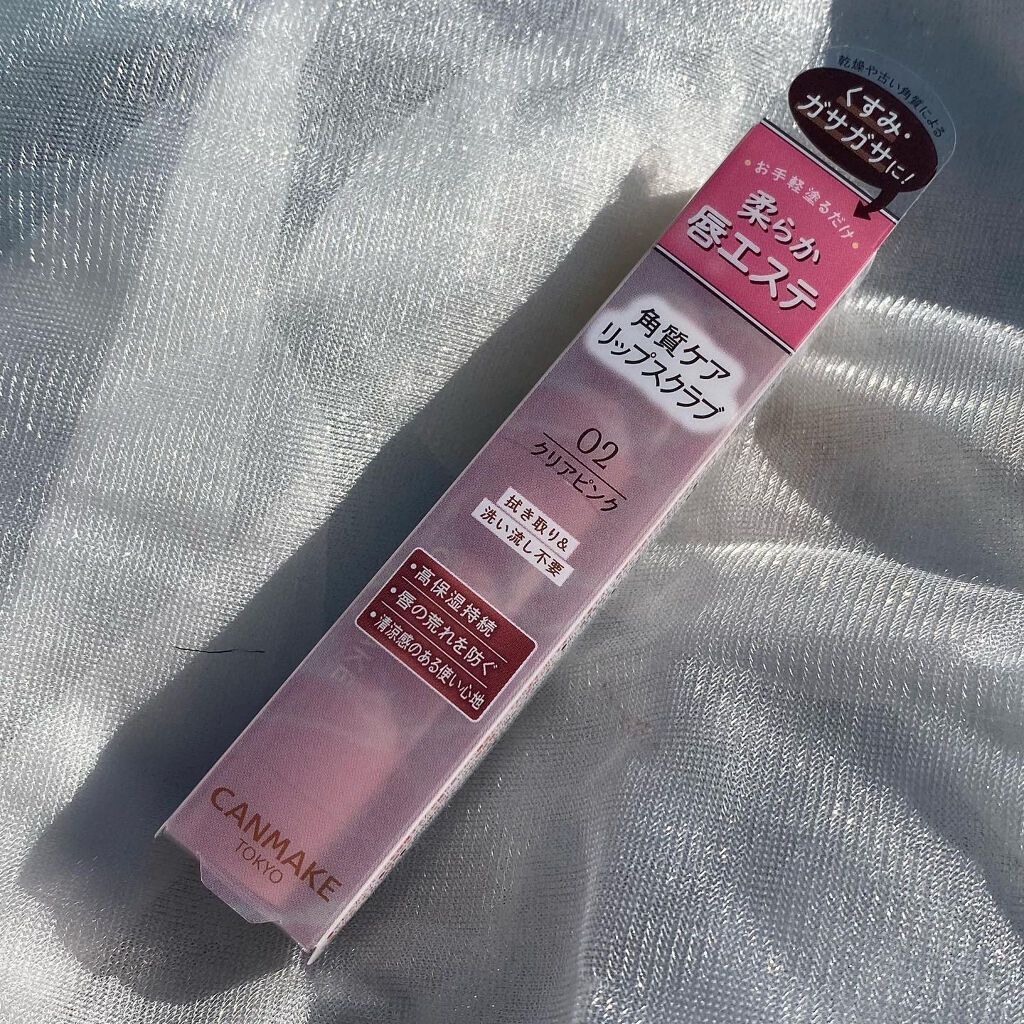 乾燥や古い角質による
くすみ・
ガサガサに!
お手軽塗るだけ
柔らか
唇エステ
角質ケア
リップスクラブ
02
クリアピンク
拭き取り&
洗い流し不要
・高保湿持続
・唇の荒れを防ぐ
・清涼感のある使い心地
CANMAKE
TOKYO